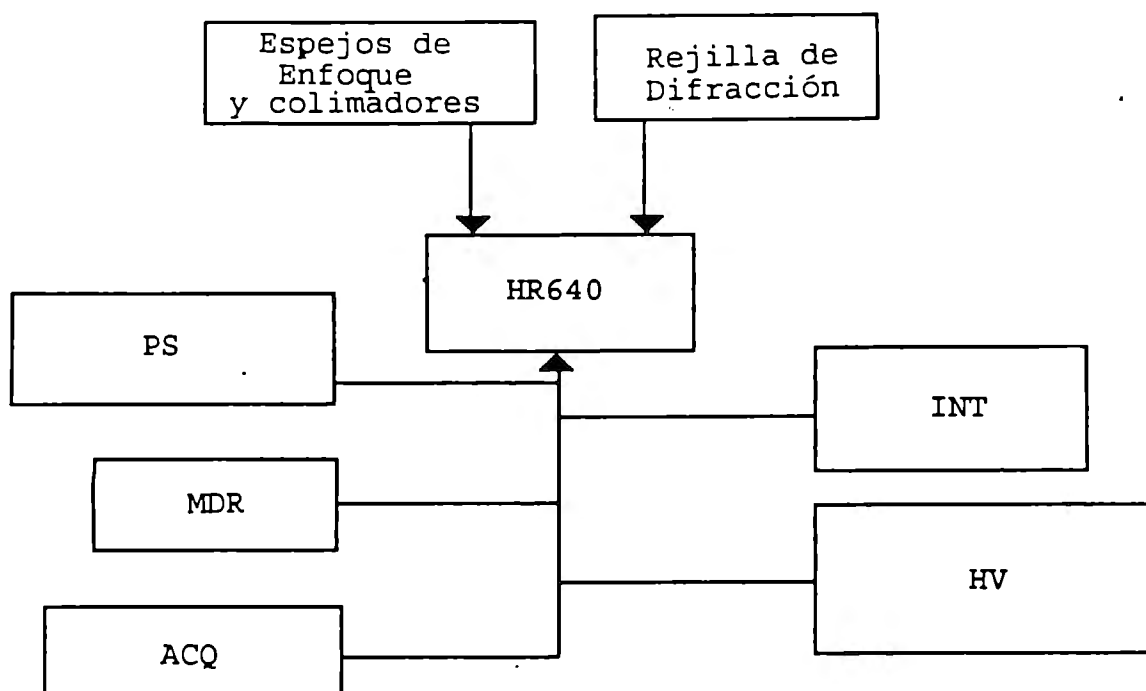 Espejos de
Enfoque
y colimadores
Rejilla de
Difracción
HR640
PS
INT
MDR
HV
ACQ